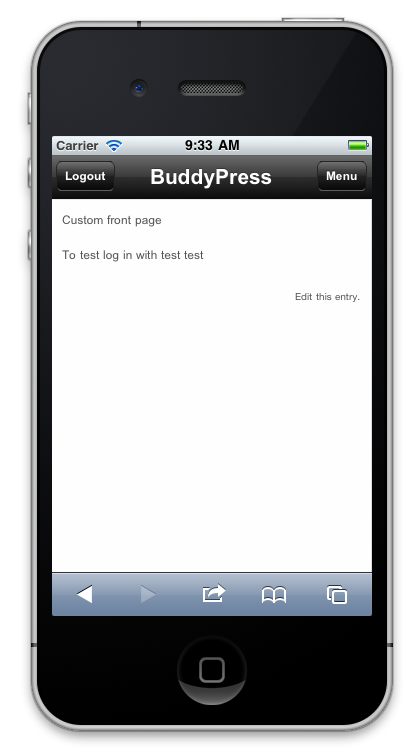 Carrier 9:33 AM
Logout BuddyPress Menu
Custom front page
To test log in with test test
Edit this entry.